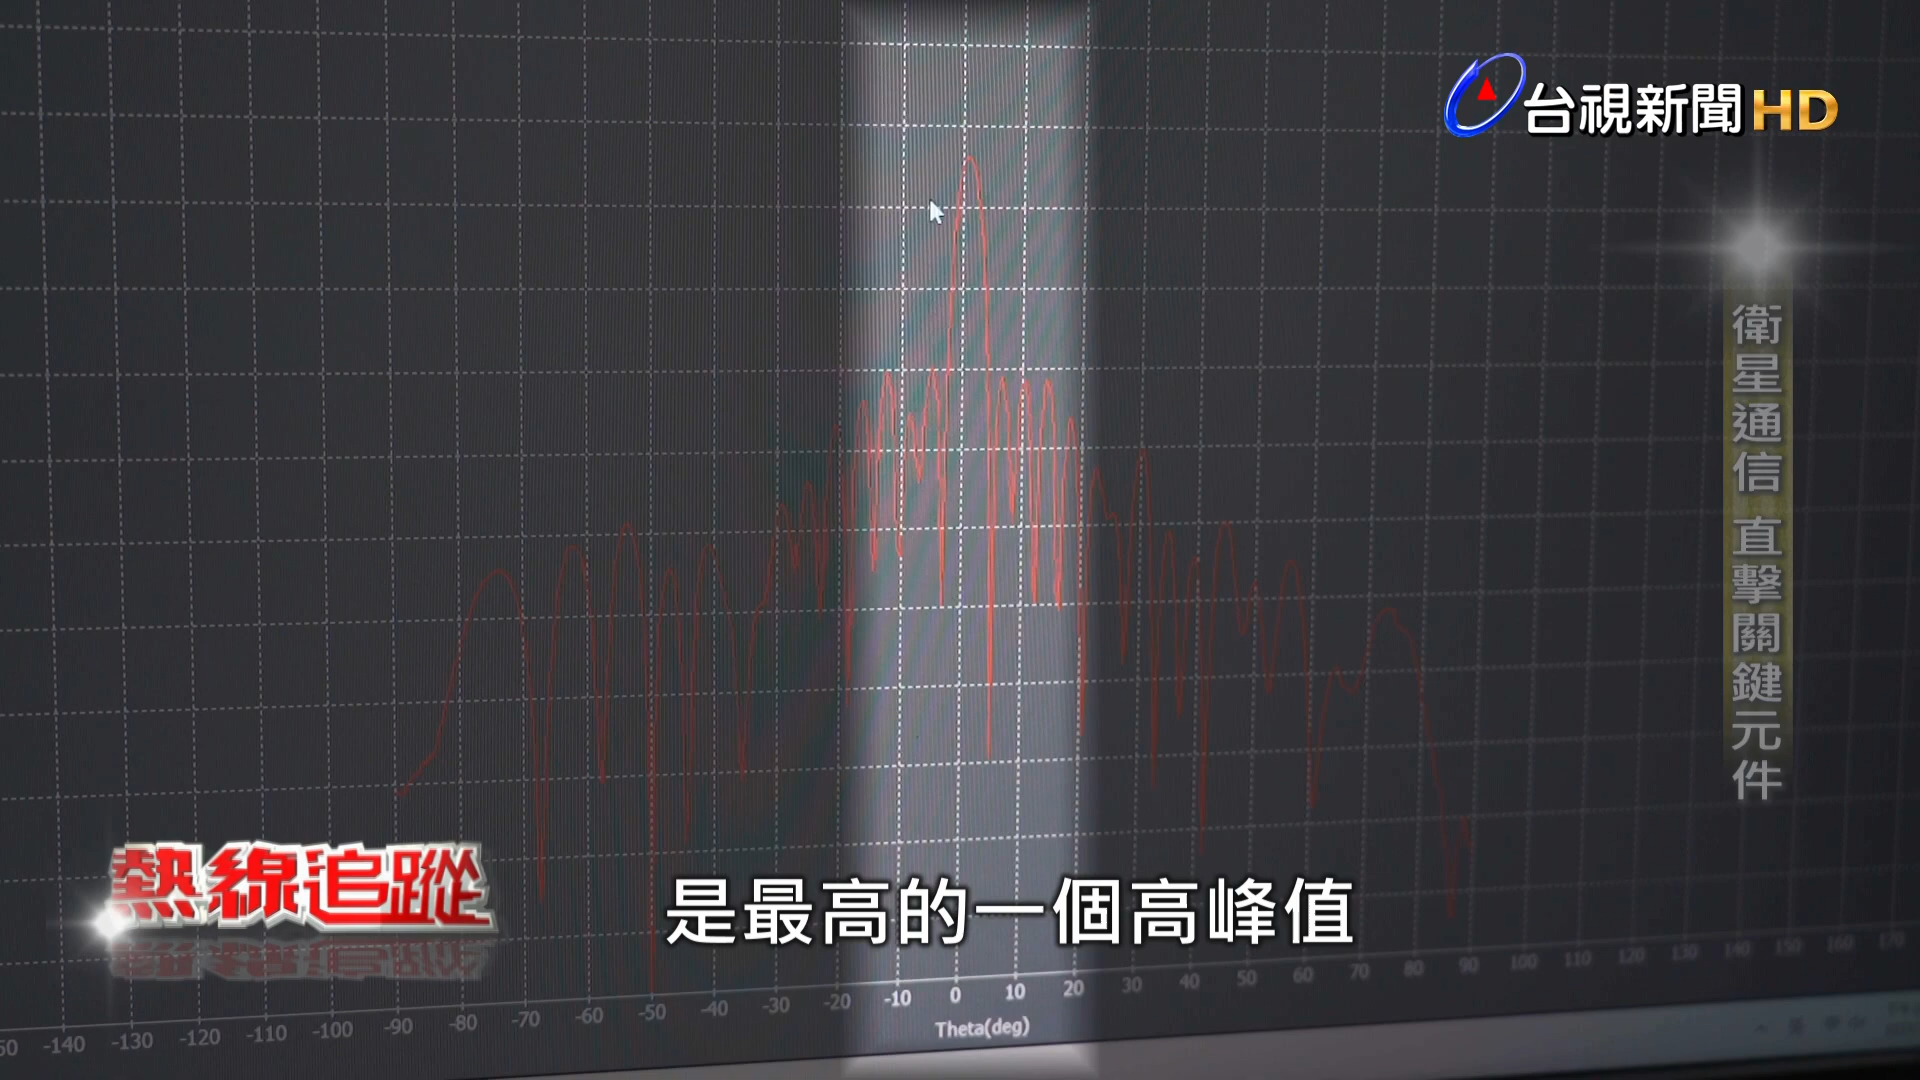 台視新聞HD
衛星通信 直擊關鍵元件
熱線追蹤
是最高的一個高峰值
-140 -130 -120 -110 -100 -90 -80 -70 -60 -50 -40 -30 -20 -10 0 10 20 30 40 50 60 70 80 90 100 110 120 130 140 150 160 170
Theta(deg)